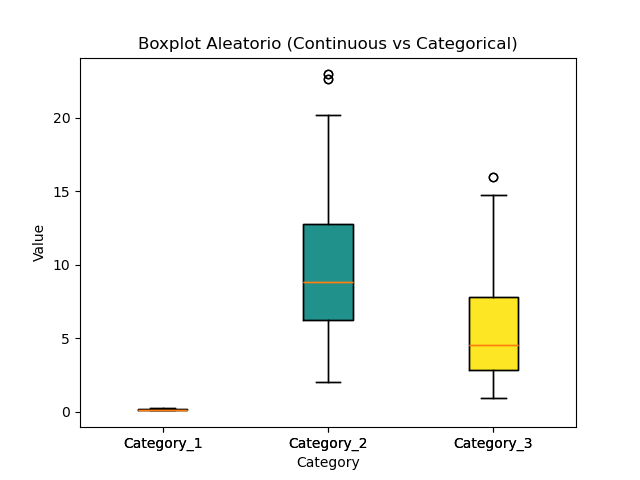 Boxplot Aleatorio (Continuous vs Categorical)
Value
20
15
10
5
0
Category_1 Category_2 Category_3
Category